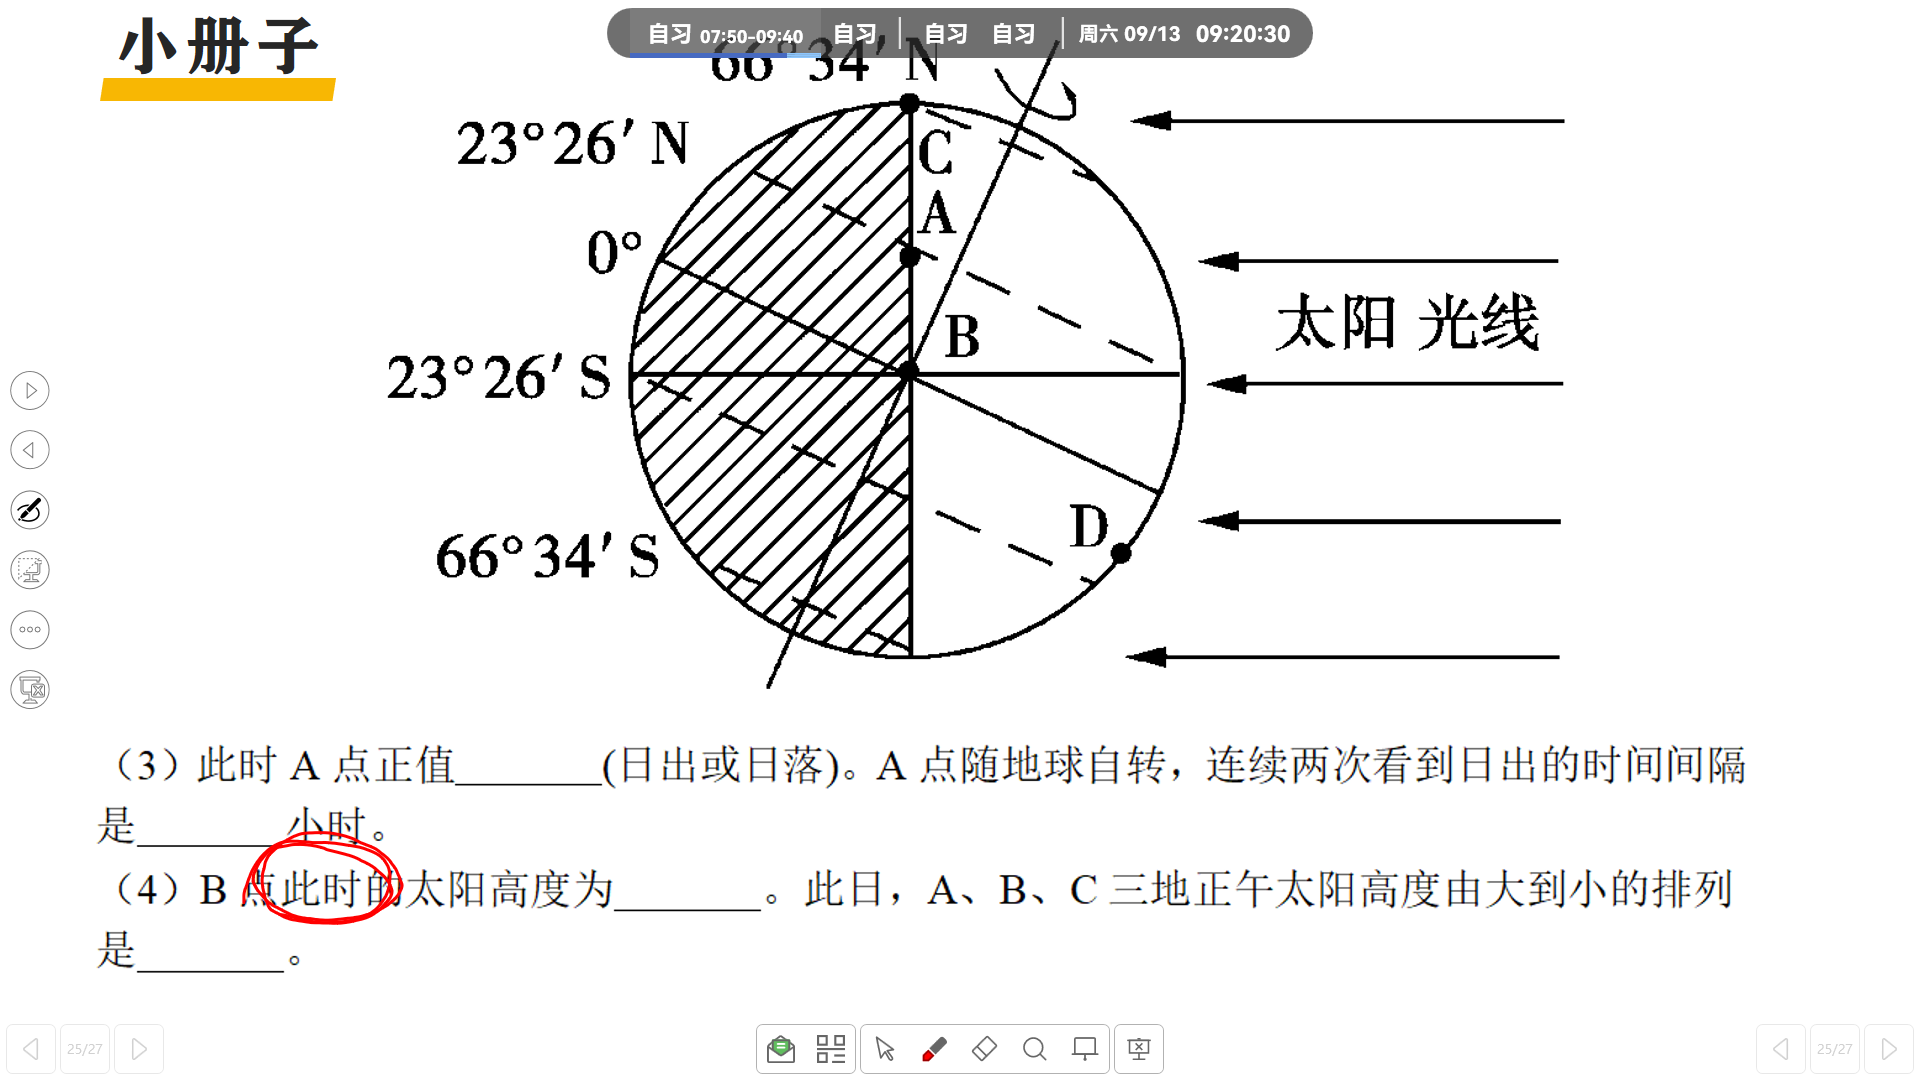 小册子
自习 07:50-09:40 自习 自习 自习 周六 09/13 09:20:30
66°34′ N
23°26′ N
C
A
0°
B
太阳 光线
23°26′ S
D
66°34′ S
（3）此时 A 点正值_______(日出或日落)。A 点随地球自转，连续两次看到日出的时间间隔
是_______小时。
（4）B 点此时的太阳高度为_______。此日，A、B、C 三地正午太阳高度由大到小的排列
是_______。
25/27
25/27